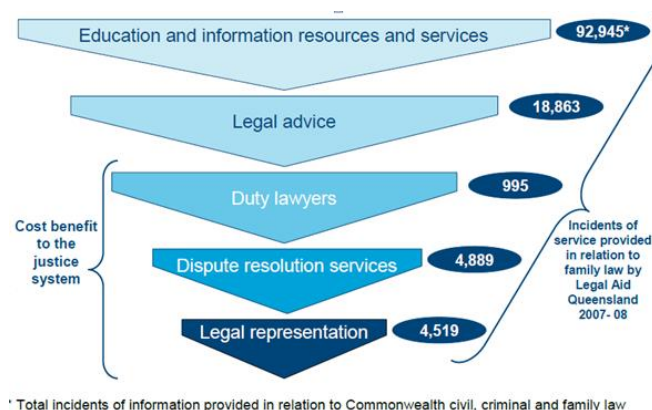 Education and information resources and services
92,945*
Legal advice
18,863
Duty lawyers
995
Dispute resolution services
4,889
Legal representation
4,519
Cost benefit
to the
justice
system
Incidents of
service provided
in relation to
family law by
Legal Aid
Queensland
2007- 08
* Total incidents of information provided in relation to Commonwealth civil, criminal and family law